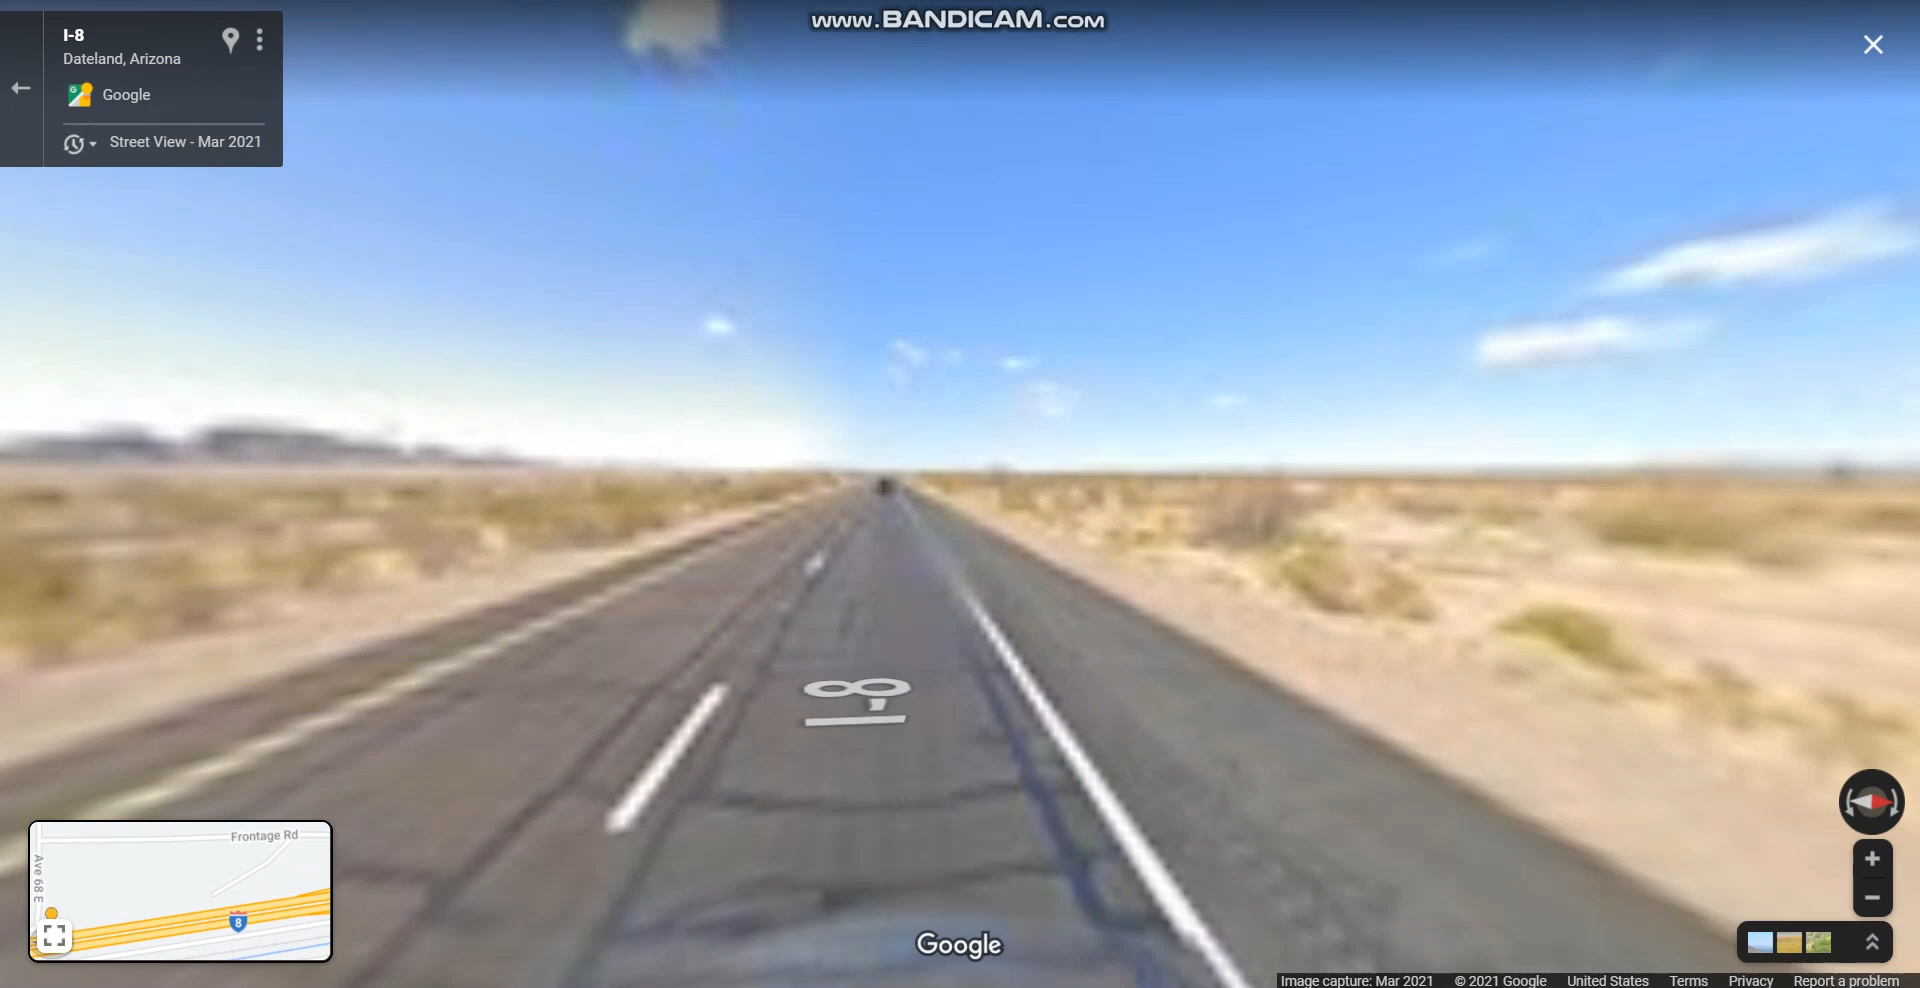 www.BANDICAM.com
I-8
Dateland, Arizona
Google
Street View - Mar 2021
I-8
Frontage Rd
Ave 68 E
8
Google
Image capture: Mar 2021 © 2021 Google United States Terms Privacy Report a problem